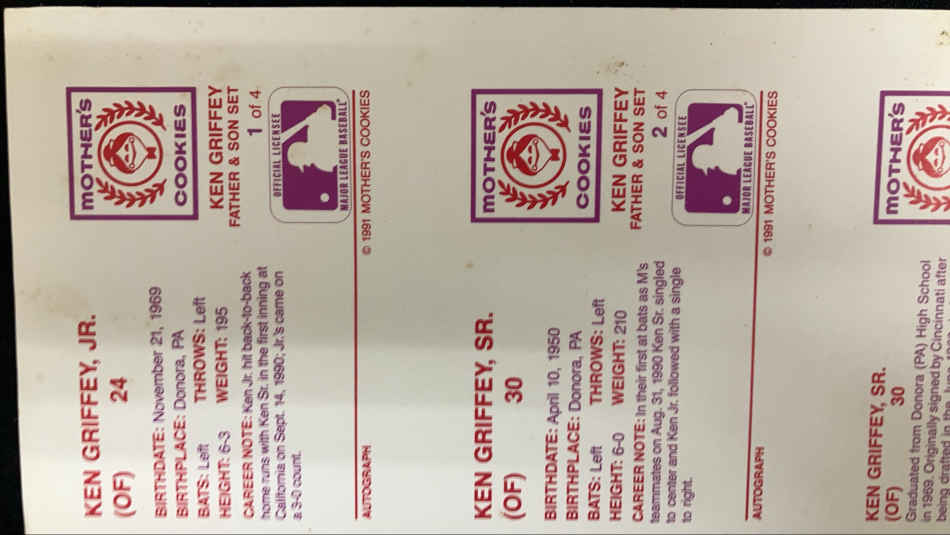 KEN GRIFFEY, JR.
(OF) 24
BIRTHDATE: November 21, 1969
BIRTHPLACE: Donora, PA
BATS: Left THROWS: Left
HEIGHT: 6-3 WEIGHT: 195
CAREER NOTE: Ken Jr. hit back-to-back
home runs with Ken Sr. in the first inning at
California on Sept. 14, 1990; Jr.'s came on
a 3-0 count.
AUTOGRAPH
MOTHER'S
COOKIES
KEN GRIFFEY
FATHER & SON SET
1 of 4
OFFICIAL LICENSEE
MAJOR LEAGUE BASEBALL
© 1991 MOTHER'S COOKIES
KEN GRIFFEY, SR.
(OF) 30
BIRTHDATE: April 10, 1950
BIRTHPLACE: Donora, PA
BATS: Left THROWS: Left
HEIGHT: 6-0 WEIGHT: 210
CAREER NOTE: In their first at bats as M's
teammates on Aug. 31, 1990 Ken Sr. singled
to center and Ken Jr. followed with a single
to right.
AUTOGRAPH
MOTHER'S
COOKIES
KEN GRIFFEY
FATHER & SON SET
2 of 4
OFFICIAL LICENSEE
MAJOR LEAGUE BASEBALL
© 1991 MOTHER'S COOKIES
KEN GRIFFEY, SR.
(OF) 30
Graduated from Donora (PA) High School
in 1969. Originally signed by Cincinnati after
being drafted in the
MOTHER'S